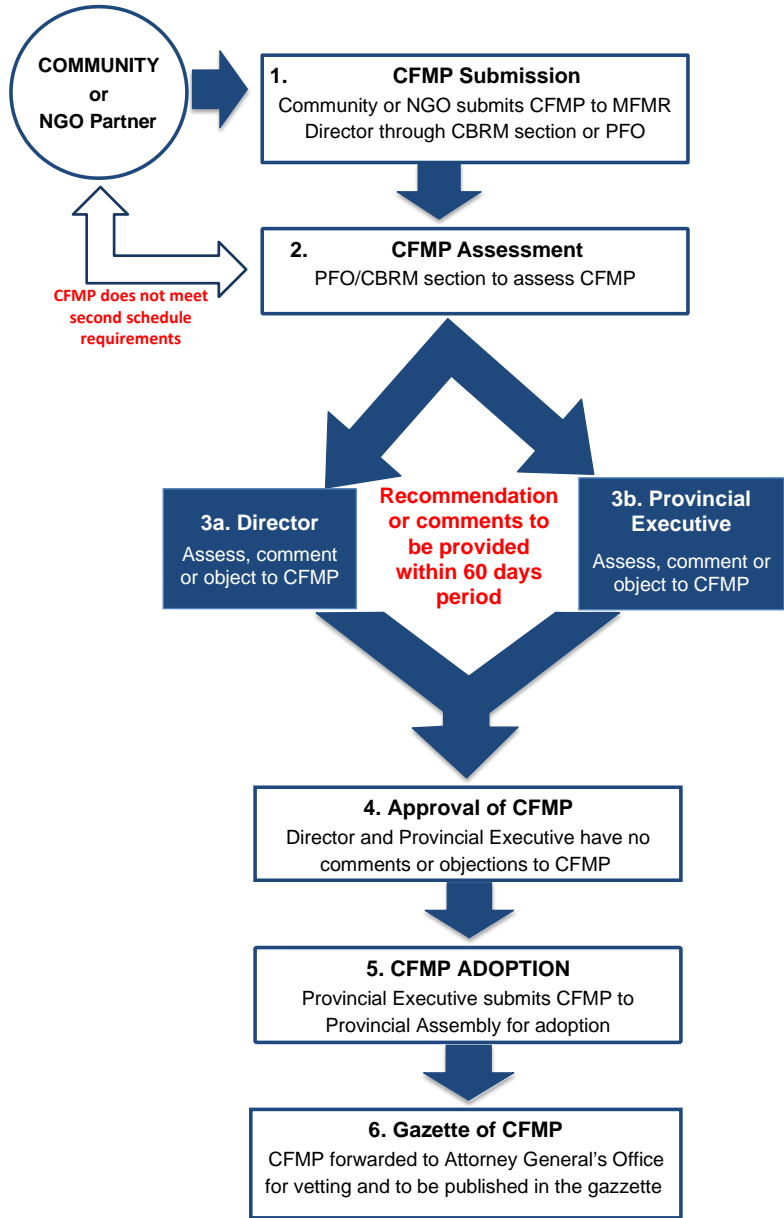 COMMUNITY
or
NGO Partner
1. CFMP Submission
Community or NGO submits CFMP to MFMR
Director through CBRM section or PFO
2. CFMP Assessment
PFO/CBRM section to assess CFMP
CFMP does not meet
second schedule
requirements
3a. Director
Assess, comment
or object to CFMP
Recommendation
or comments to
be provided
within 60 days
period
3b. Provincial
Executive
Assess, comment or
object to CFMP
4. Approval of CFMP
Director and Provincial Executive have no
comments or objections to CFMP
5. CFMP ADOPTION
Provincial Executive submits CFMP to
Provincial Assembly for adoption
6. Gazette of CFMP
CFMP forwarded to Attorney General's Office
for vetting and to be published in the gazzette